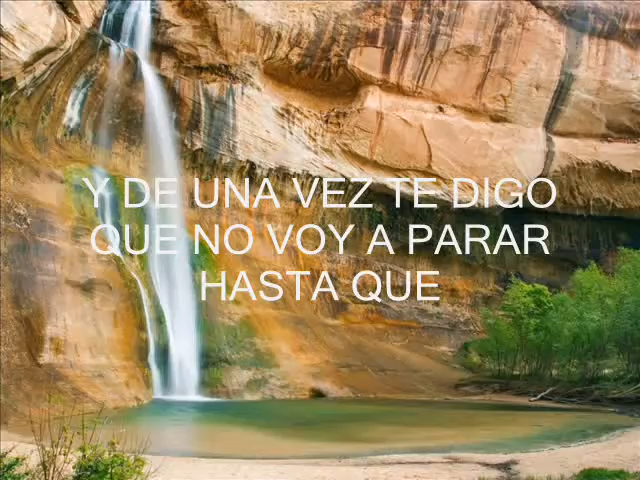 Y DE UNA VEZ TE DIGO
QUE NO VOY A PARAR
HASTA QUE